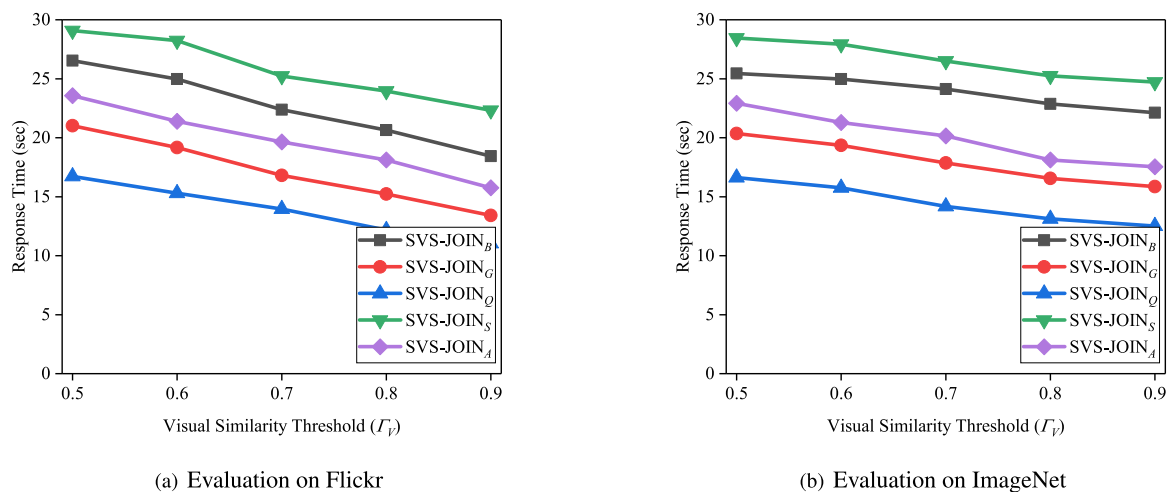 30
25
20
15
10
5
0
Response Time (sec)
SVS-JOIN_B
SVS-JOIN_G
SVS-JOIN_Q
SVS-JOIN_S
SVS-JOIN_A
0.5 0.6 0.7 0.8 0.9
Visual Similarity Threshold (Γ_V)
(a) Evaluation on Flickr
30
25
20
15
10
5
0
Response Time (sec)
SVS-JOIN_B
SVS-JOIN_G
SVS-JOIN_Q
SVS-JOIN_S
SVS-JOIN_A
0.5 0.6 0.7 0.8 0.9
Visual Similarity Threshold (Γ_V)
(b) Evaluation on ImageNet